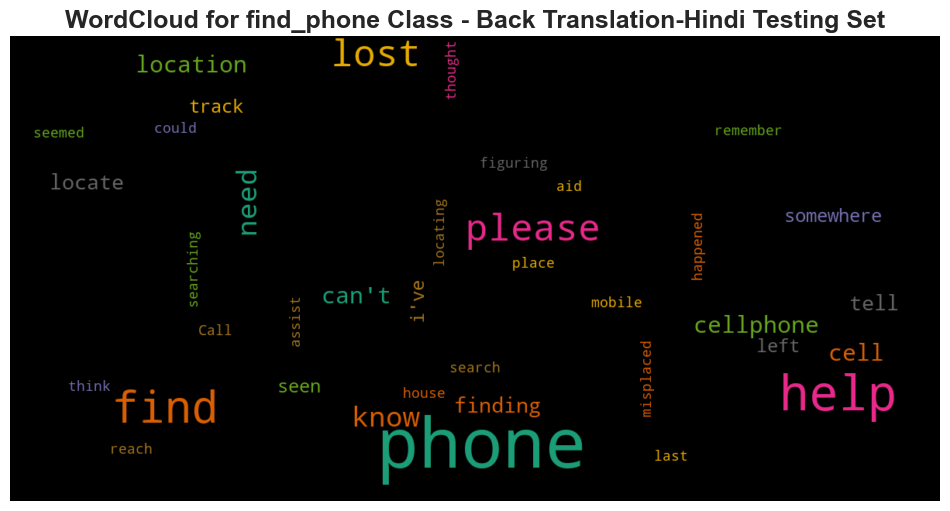 WordCloud for find_phone Class - Back Translation-Hindi Testing Set
lost
thought
location
track
could
seemed
remember
figuring
locate
need
aid
locating
please
somewhere
happened
searching
place
can't
i've
assist
mobile
tell
Call
cellphone
left
cell
misplaced
search
think
seen
house
help
find
know
finding
phone
reach
last